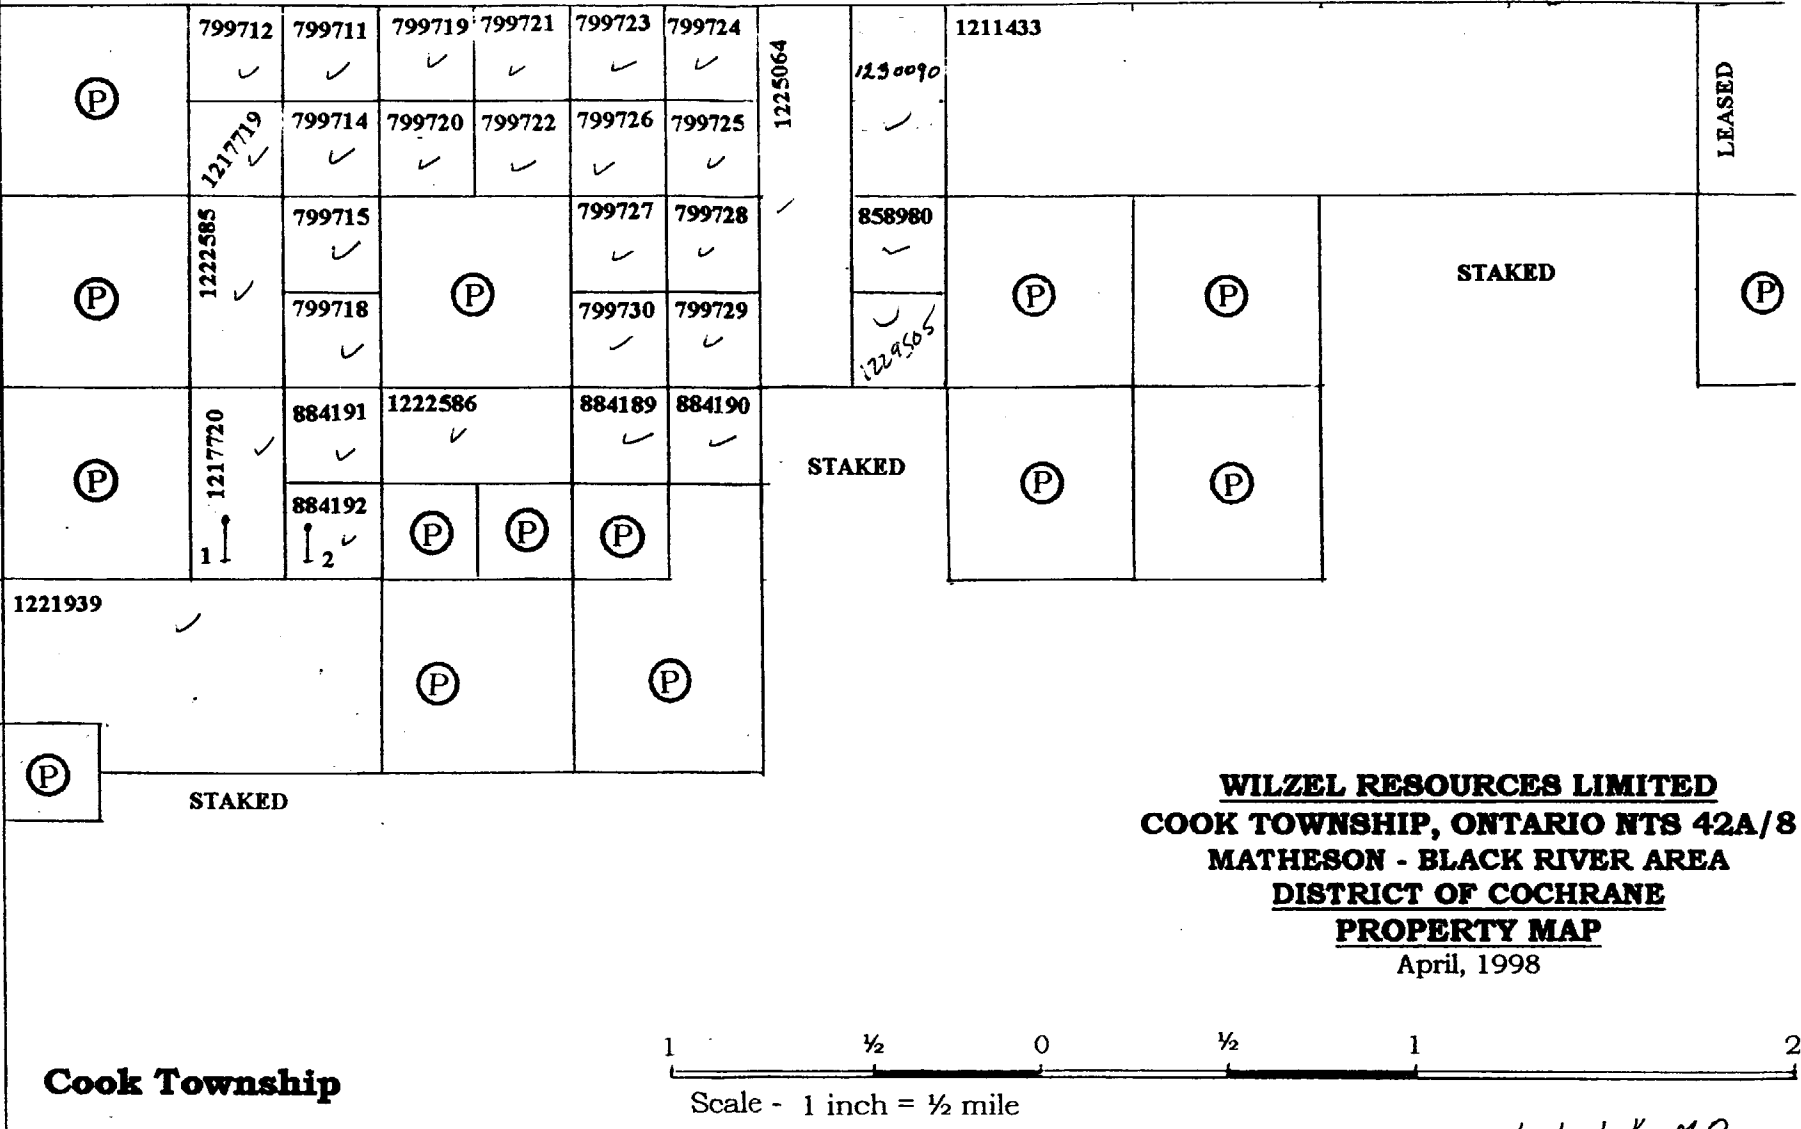 799712 799711 799719 799721 799723 799724 1225064 1230090 1211433 LEASED
P
1217719 799714 799720 799722 799726 799725
1222585 799715 799727 799728 858980
P P P P STAKED P
799718 799730 799729 1229505
1217720 884191 1222586 884189 884190
P STAKED P P
884192
1 2 P P P
1221939
P P
P
STAKED
WILZEL RESOURCES LIMITED
COOK TOWNSHIP, ONTARIO NTS 42A/8
MATHESON - BLACK RIVER AREA
DISTRICT OF COCHRANE
PROPERTY MAP
April, 1998
1 ½ 0 ½ 1 2
Cook Township
Scale - 1 inch = ½ mile